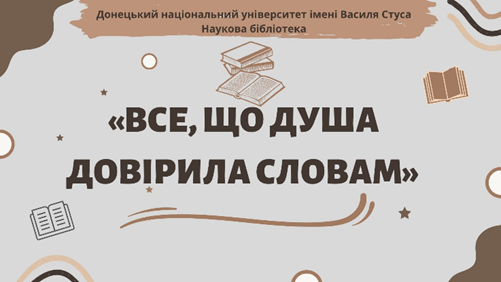 Донецький національний університет імені Василя Стуса
Наукова бібліотека
«ВСЕ, ЩО ДУША
ДОВІРИЛА СЛОВАМ»